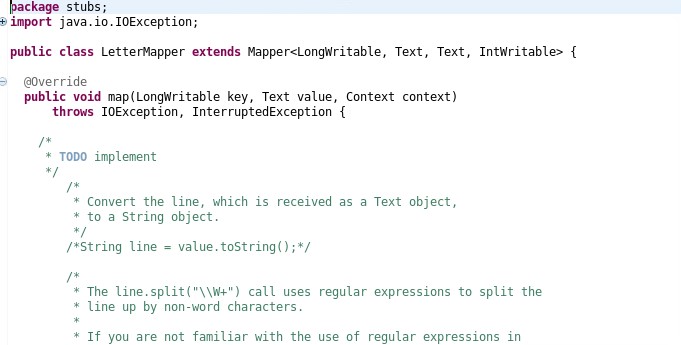 package stubs;
import java.io.IOException;
public class LetterMapper extends Mapper<LongWritable, Text, Text, IntWritable> {
@Override
public void map(LongWritable key, Text value, Context context)
throws IOException, InterruptedException {
/*
* TODO implement
*/
/*
* Convert the line, which is received as a Text object,
* to a String object.
*/
/*String line = value.toString();*/
/*
* The line.split("\\W+") call uses regular expressions to split the
* line up by non-word characters.
*
* If you are not familiar with the use of regular expressions in